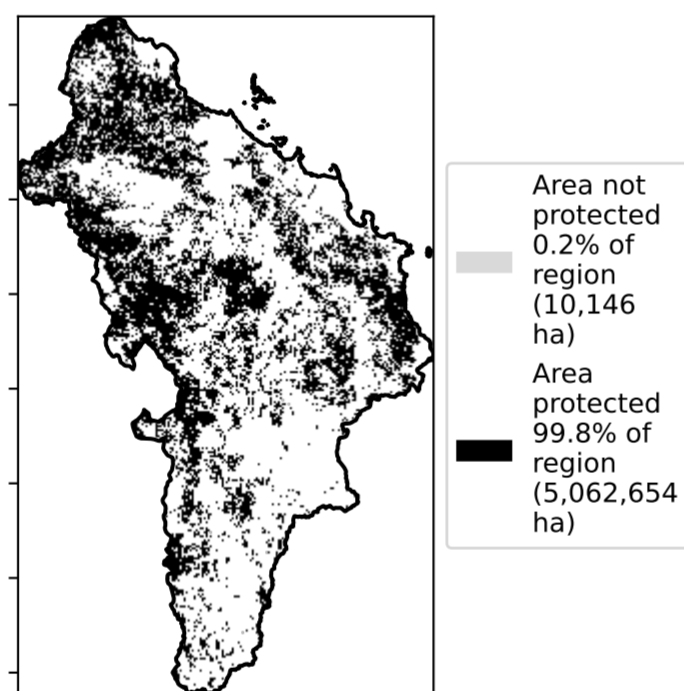 Area not
protected
0.2% of
region
(10,146
ha)
Area
protected
99.8% of
region
(5,062,654
ha)